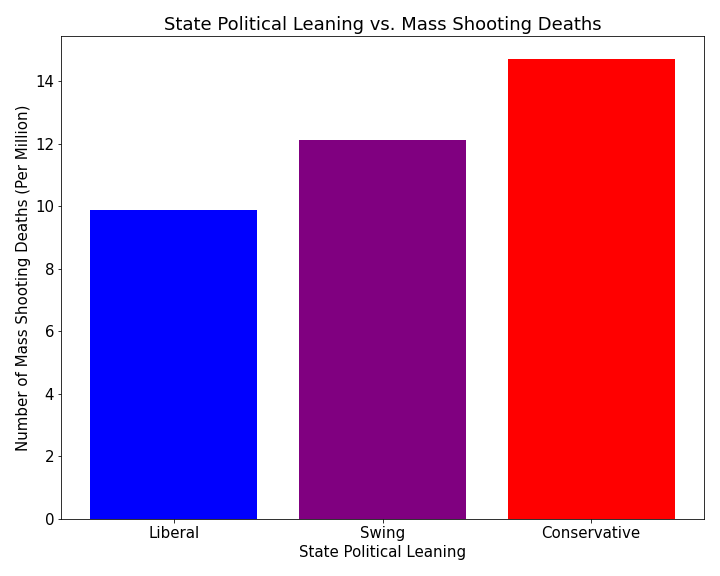 State Political Leaning vs. Mass Shooting Deaths
Number of Mass Shooting Deaths (Per Million)
14
12
10
8
6
4
2
0
Liberal
Swing
Conservative
State Political Leaning